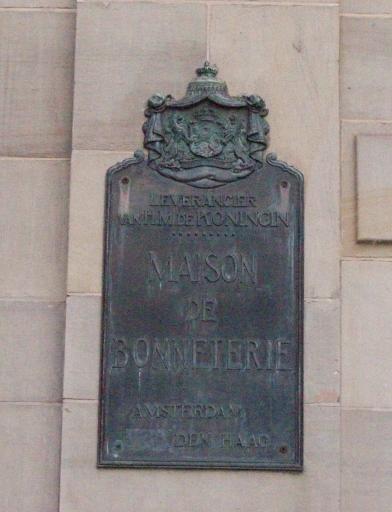 LEVERANCIER
VAN H.M. DE KONINGIN
MAISON
DE
BONNETERIE
AMSTERDAM
DEN HAAG